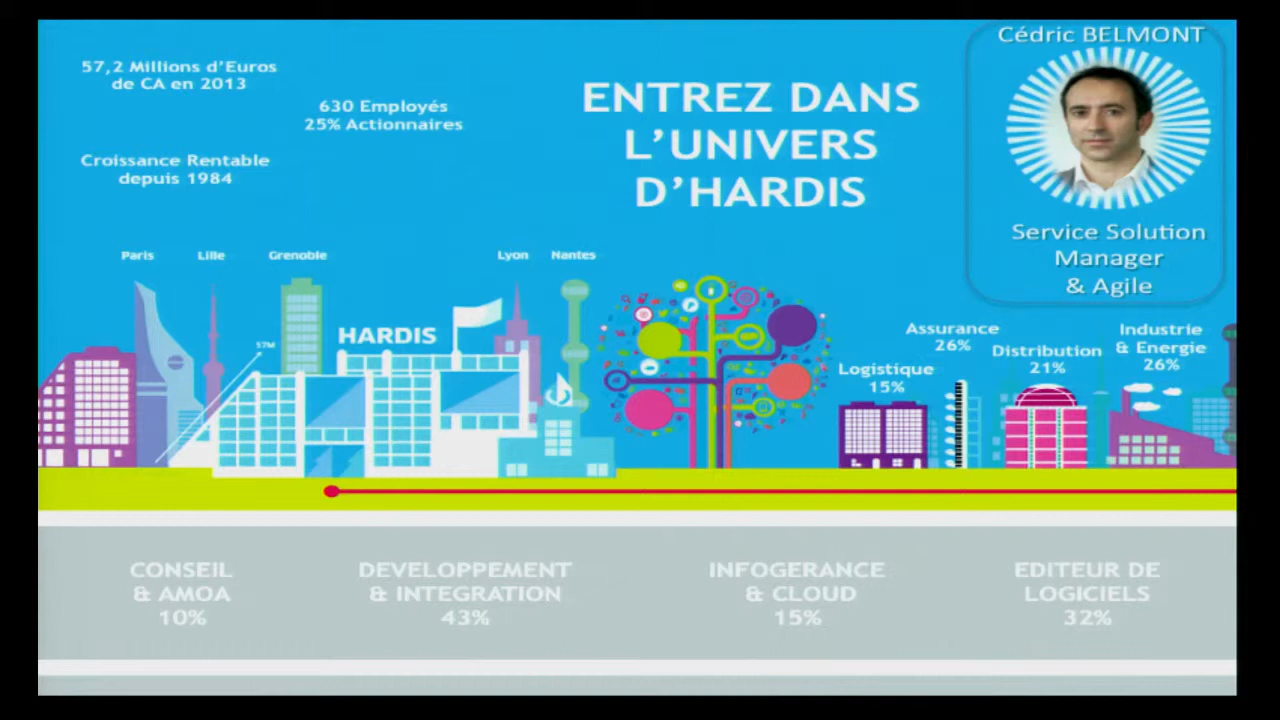 57,2 Millions d'Euros
de CA en 2013
630 Employés
25% Actionnaires
Croissance Rentable
depuis 1984
ENTREZ DANS
L'UNIVERS
D'HARDIS
Cédric BELMONT
Service Solution
Manager
& Agile
Paris
Lille
Grenoble
Lyon
Nantes
57M
HARDIS
Logistique
15%
Assurance
26%
Distribution
21%
Industrie
& Energie
26%
CONSEIL
& AMOA
10%
DEVELOPPEMENT
& INTEGRATION
43%
INFOGERANCE
& CLOUD
15%
EDITEUR DE
LOGICIELS
32%